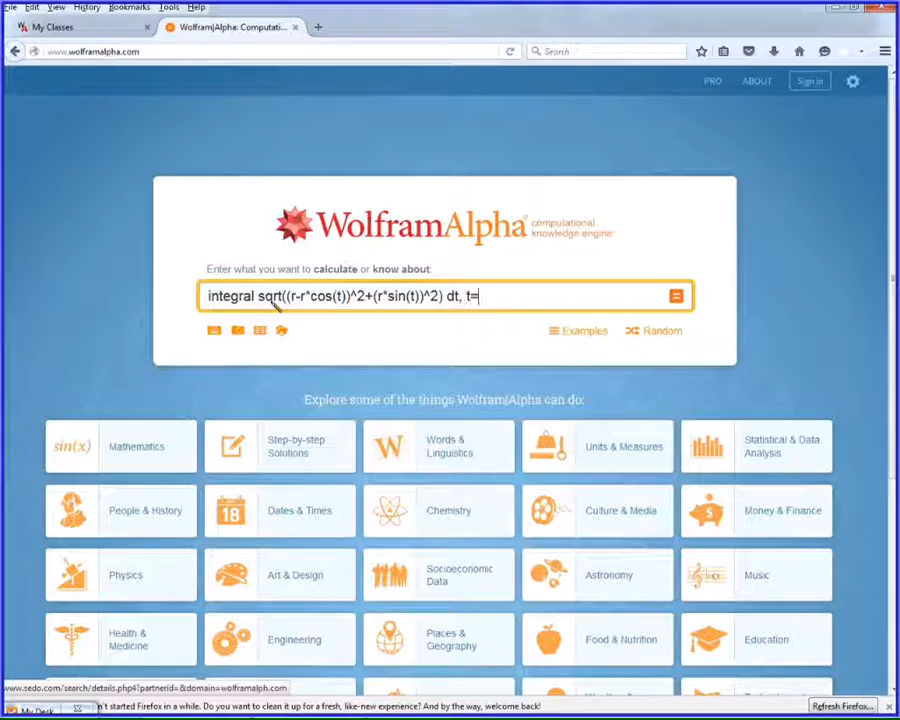 File Edit View History Bookmarks Tools Help
My Classes × Wolfram|Alpha: Computati... × +
www.wolframalpha.com Search
PRO ABOUT Sign in
WolframAlpha computational knowledge engine
Enter what you want to calculate or know about:
integral sqrt((r-r*cos(t))^2+(r*sin(t))^2) dt, t=
Examples Random
Explore some of the things Wolfram|Alpha can do:
sin(x) Mathematics
Step-by-step Solutions
W Words & Linguistics
Units & Measures
Statistical & Data Analysis
People & History
18 Dates & Times
Chemistry
Culture & Media
$ Money & Finance
Physics
Art & Design
Socioeconomic Data
Astronomy
Music
Health & Medicine
Engineering
Places & Geography
Food & Nutrition
Education
www.sedo.com/search/details.php4?partnerid=&domain=wolframalph.com
My Desk n't started Firefox in a while. Do you want to clean it up for a fresh, like-new experience? And by the way, welcome back! Refresh Firefox... ×